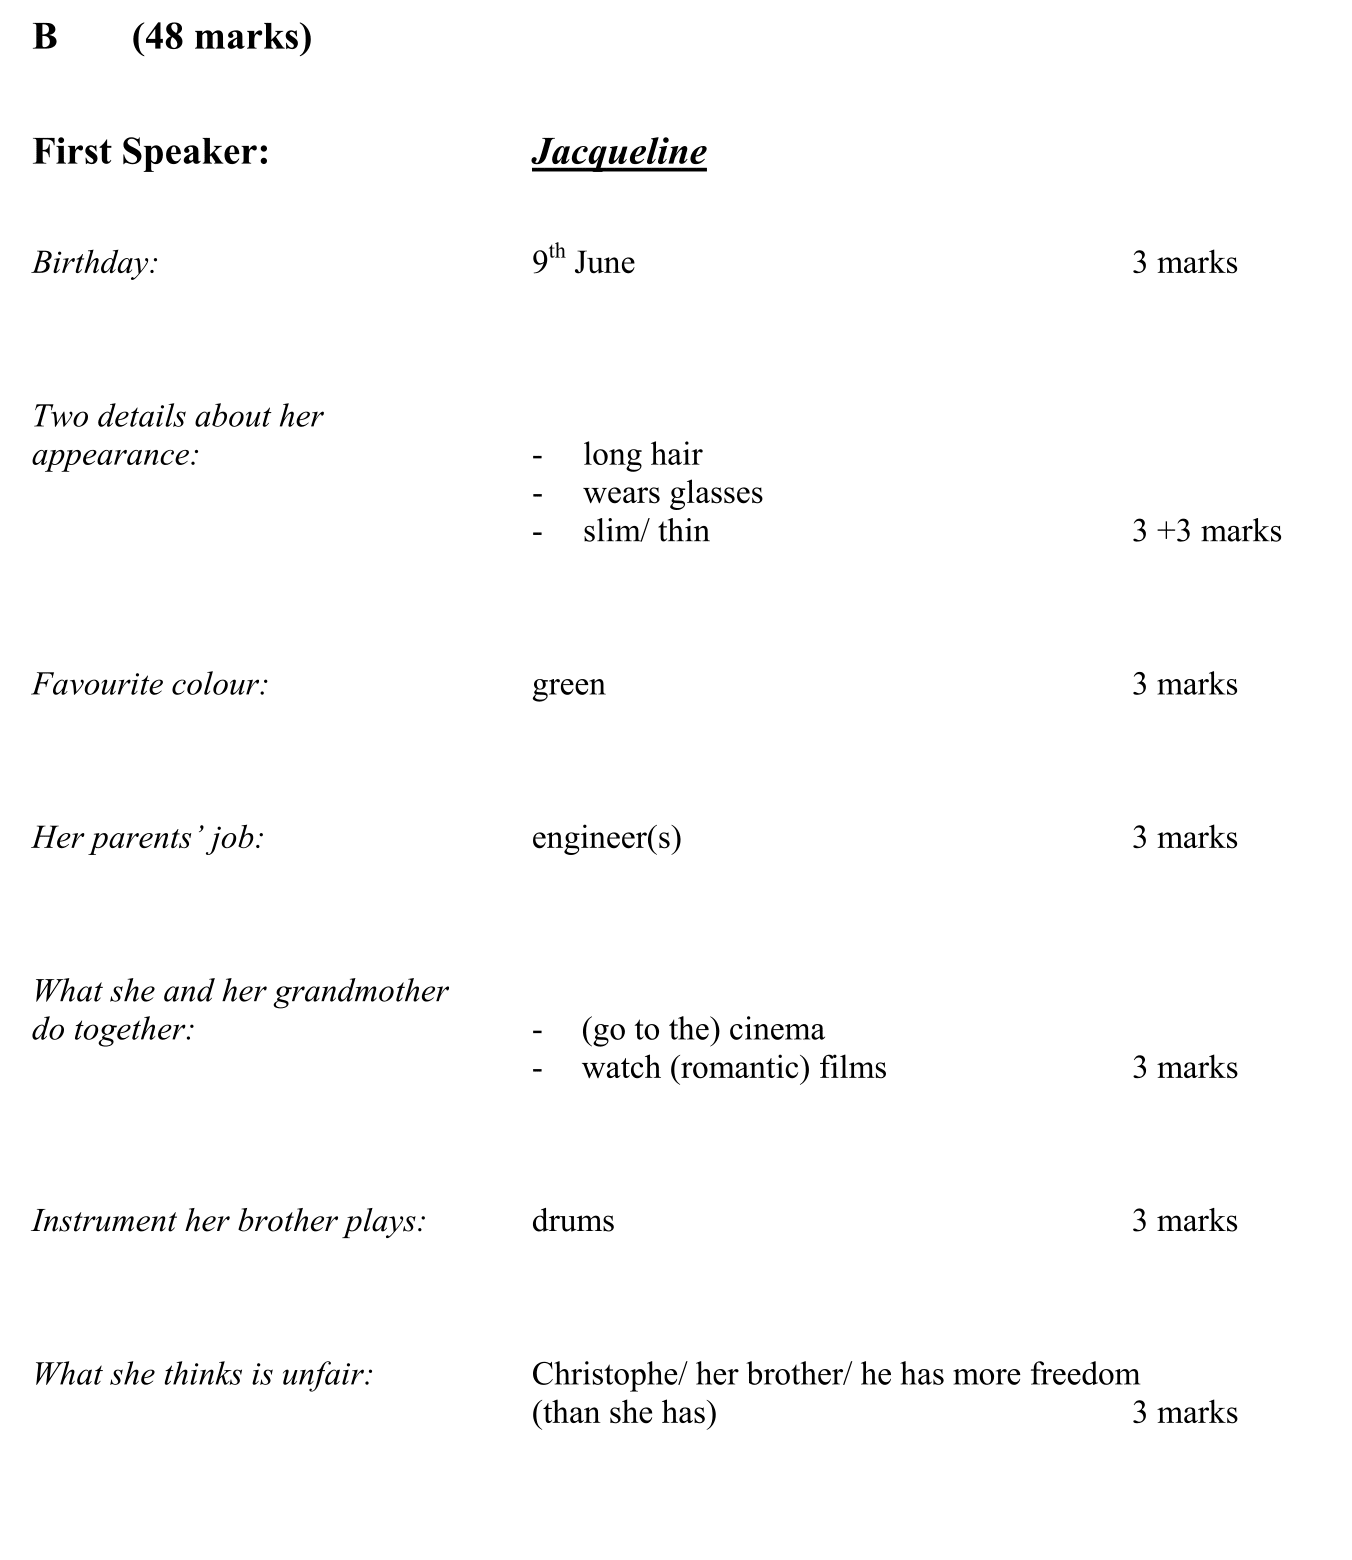 B (48 marks)
First Speaker: Jacqueline
Birthday: 9th June 3 marks
Two details about her
appearance: - long hair
- wears glasses
- slim/ thin 3 +3 marks
Favourite colour: green 3 marks
Her parents’ job: engineer(s) 3 marks
What she and her grandmother
do together: - (go to the) cinema
- watch (romantic) films 3 marks
Instrument her brother plays: drums 3 marks
What she thinks is unfair: Christophe/ her brother/ he has more freedom
(than she has) 3 marks